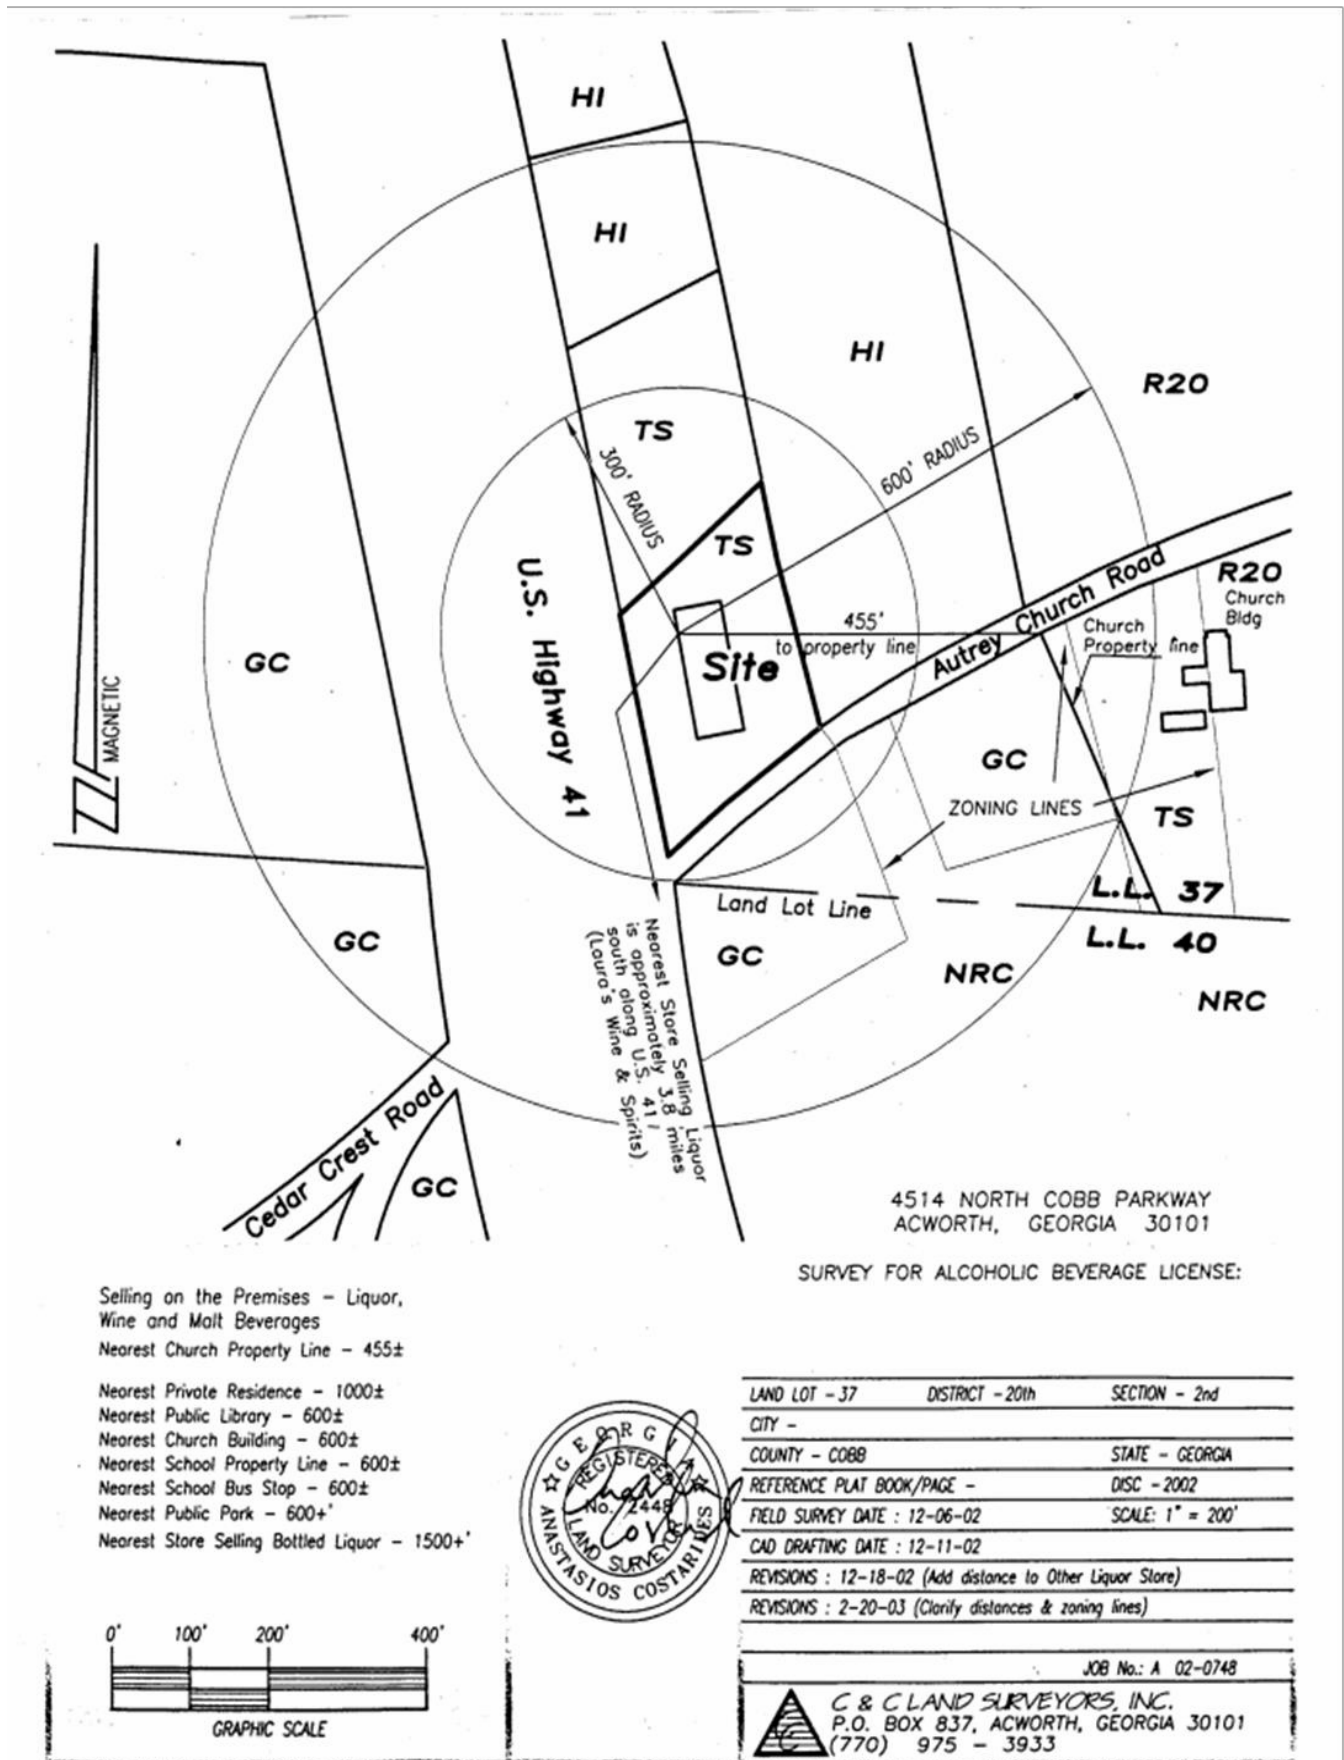 HI
HI
HI
R20
TS
300' RADIUS
600' RADIUS
TS
U.S. Highway 41
455'
to property line
Site
Autrey Church Road
R20
Church
Bldg
Church
Property line
GC
MAGNETIC
GC
ZONING LINES
TS
L.L. 37
Land Lot Line
L.L. 40
GC
GC
NRC
NRC
Nearest Store Selling Liquor
is approximately 3.8 miles
south along U.S. 41
(Laura's Wine & Spirits)
Cedar Crest Road
GC
4514 NORTH COBB PARKWAY
ACWORTH, GEORGIA 30101
SURVEY FOR ALCOHOLIC BEVERAGE LICENSE:
Selling on the Premises - Liquor,
Wine and Malt Beverages
Nearest Church Property Line - 455±
Nearest Private Residence - 1000±
Nearest Public Library - 600±
Nearest Church Building - 600±
Nearest School Property Line - 600±
Nearest School Bus Stop - 600±
Nearest Public Park - 600+'
Nearest Store Selling Bottled Liquor - 1500+'
GEORGIA
REGISTERED
No. 2448
LAND SURVEYOR
ANASTASIOS COSTARIDES
LAND LOT - 37 DISTRICT - 20th SECTION - 2nd
CITY -
COUNTY - COBB STATE - GEORGIA
REFERENCE PLAT BOOK/PAGE - DISC - 2002
FIELD SURVEY DATE : 12-06-02 SCALE: 1" = 200'
CAD DRAFTING DATE : 12-11-02
REVISIONS : 12-18-02 (Add distance to Other Liquor Store)
REVISIONS : 2-20-03 (Clarify distances & zoning lines)
JOB No.: A 02-0748
C & C LAND SURVEYORS, INC.
P.O. BOX 837, ACWORTH, GEORGIA 30101
(770) 975 - 3933
0' 100' 200' 400'
GRAPHIC SCALE